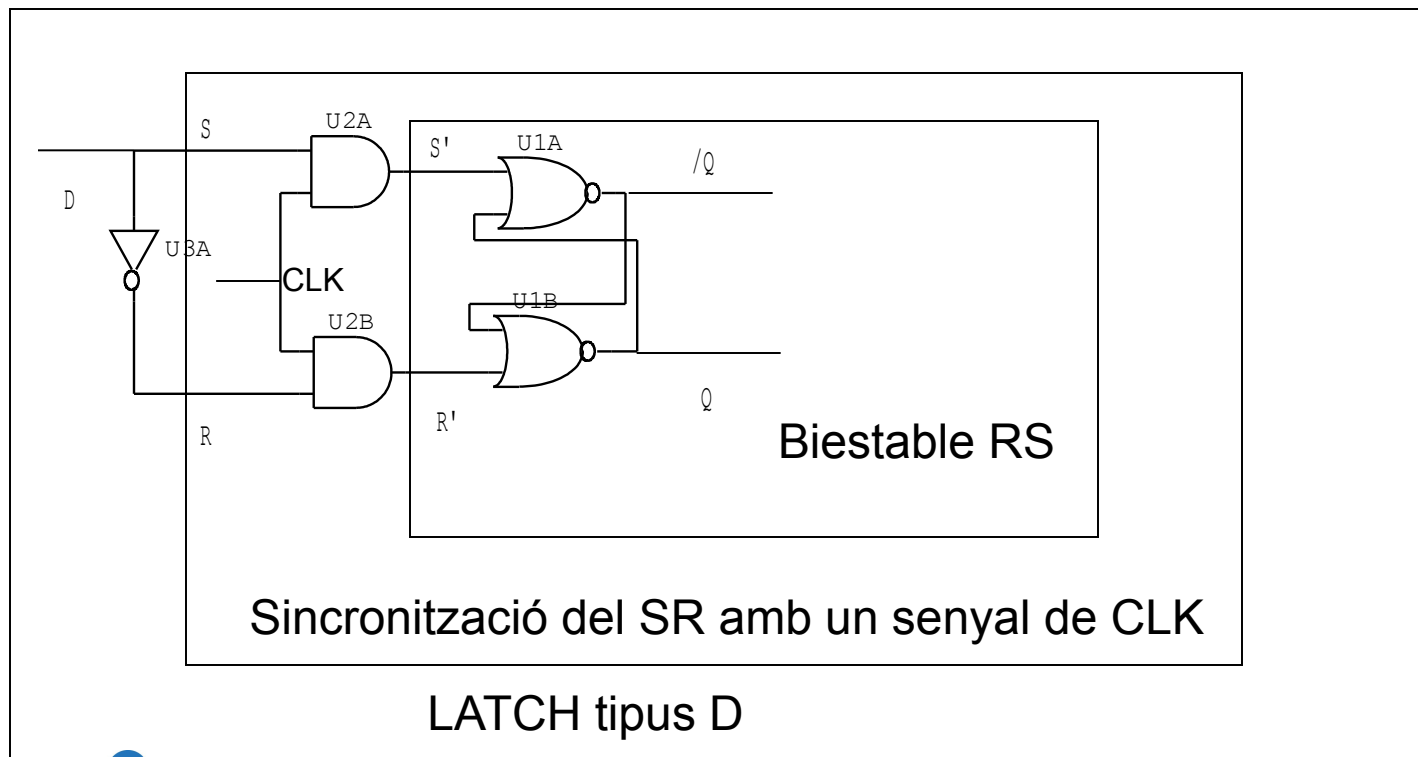 S
U2A
S'
U1A
/Q
D
U3A
CLK
U1B
U2B
Q
R
R'
Biestable RS
Sincronització del SR amb un senyal de CLK
LATCH tipus D